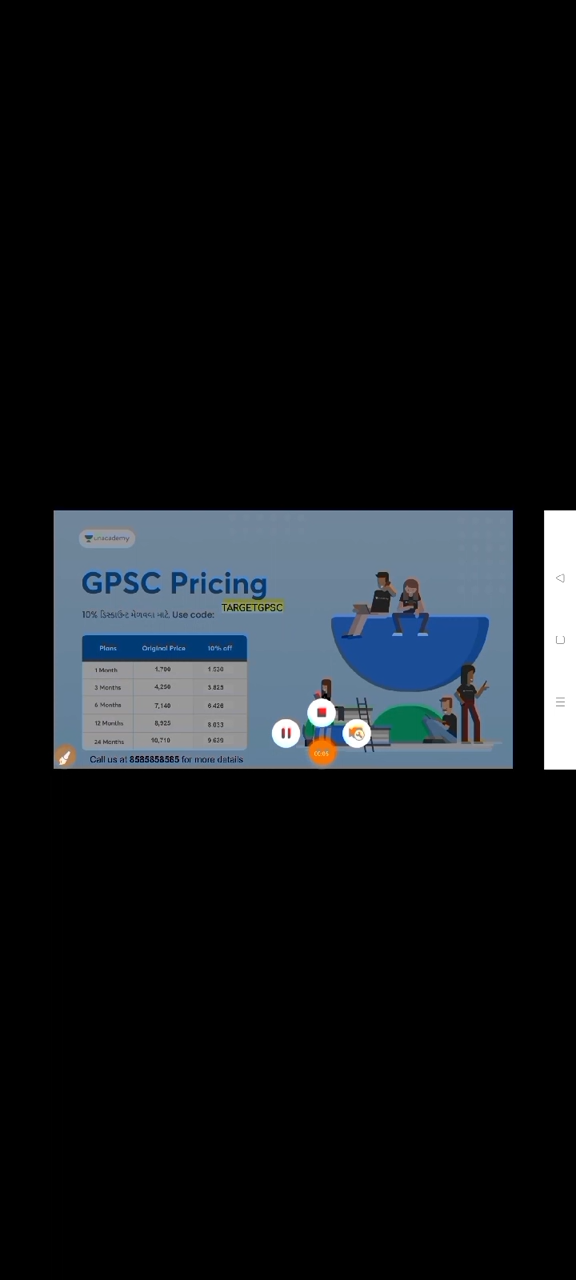 unacademy
GPSC Pricing
10% ડિસ્કાઉન્ટ મેળવવા માટે Use code: TARGETGPSC
Plans Original Price 10% off
1 Month 1,700 1,530
3 Months 4,250 3,825
6 Months 7,140 6,426
12 Months 8,925 8,033
24 Months 10,710 9,639
Call us at 8585858585 for more details